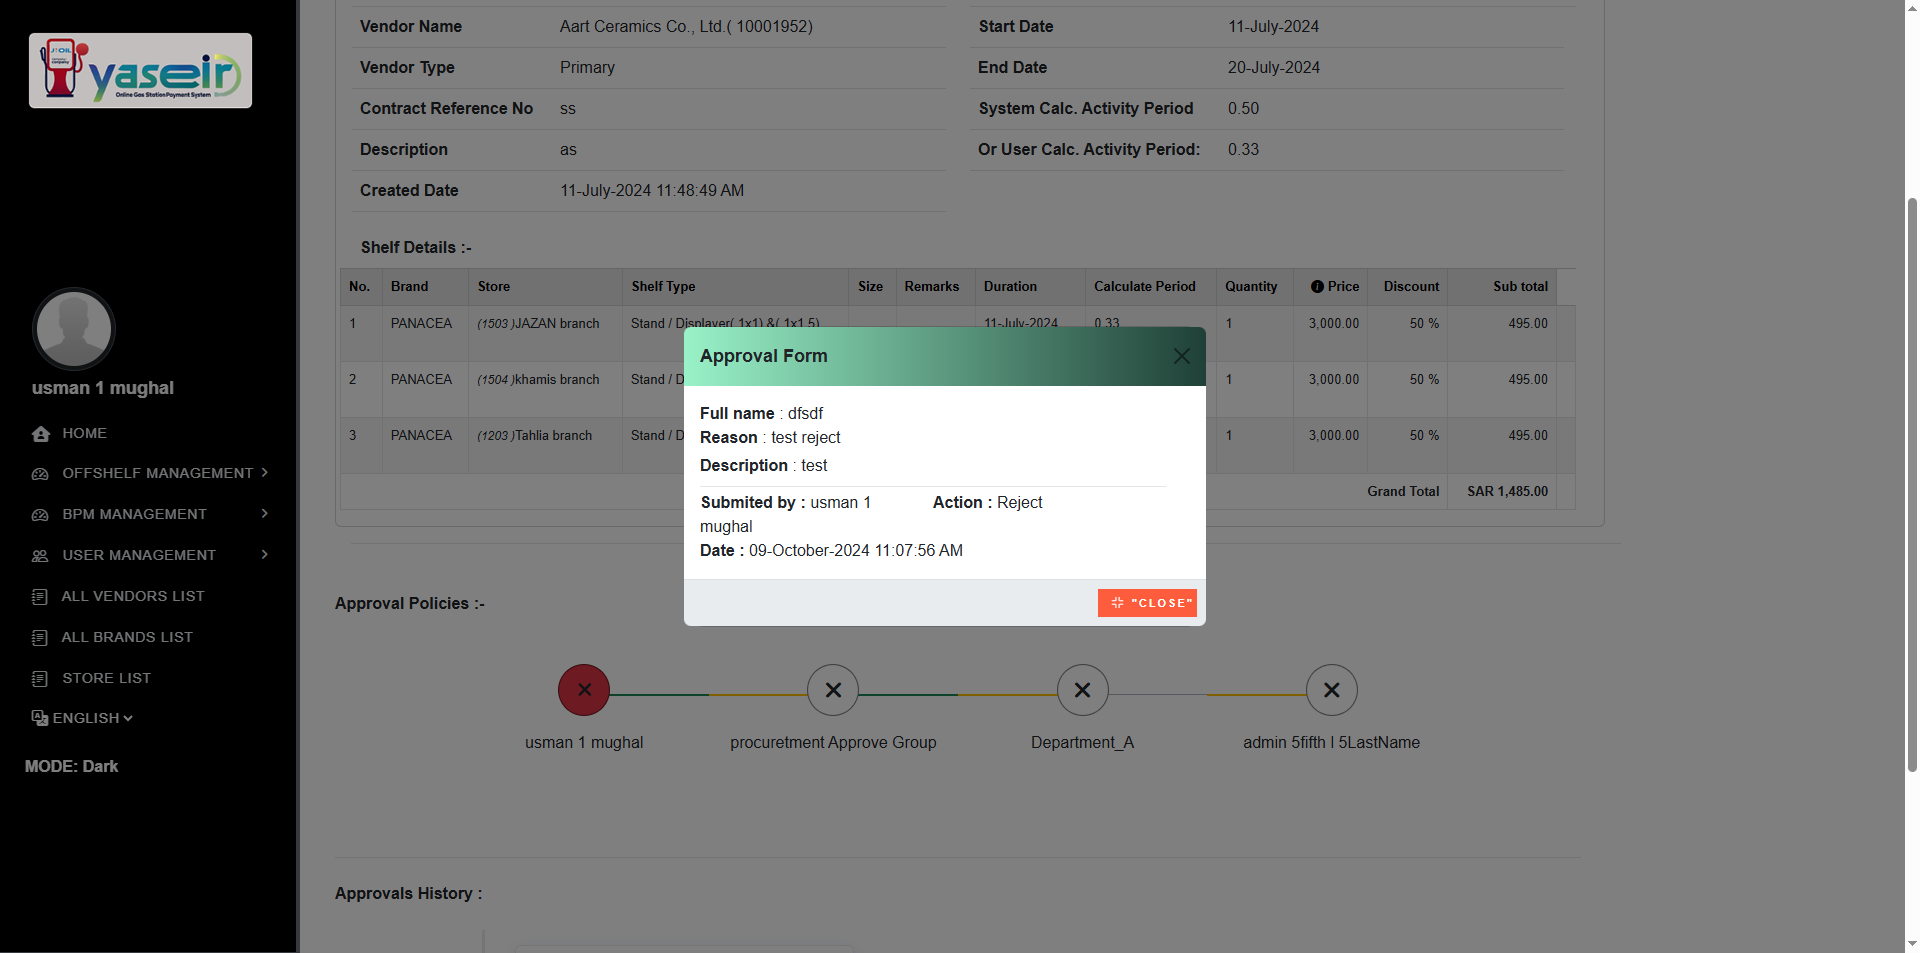 J↑OIL
yaseir
Online Gas StationPayment System
usman 1 mughal
HOME
OFFSHELF MANAGEMENT
BPM MANAGEMENT
USER MANAGEMENT
ALL VENDORS LIST
ALL BRANDS LIST
STORE LIST
ENGLISH
MODE: Dark
Vendor Name Aart Ceramics Co., Ltd.( 10001952)
Vendor Type Primary
Contract Reference No ss
Description as
Created Date 11-July-2024 11:48:49 AM
Start Date 11-July-2024
End Date 20-July-2024
System Calc. Activity Period 0.50
Or User Calc. Activity Period: 0.33
Shelf Details :-
No. Brand Store Shelf Type Size Remarks Duration Calculate Period Quantity Price Discount Sub total
1 PANACEA (1503 )JAZAN branch Stand / Displayer( 1x1) &( 1x1.5) 11-July-2024 0.33 1 3,000.00 50 % 495.00
2 PANACEA (1504 )khamis branch Stand / D 1 3,000.00 50 % 495.00
3 PANACEA (1203 )Tahlia branch Stand / D 1 3,000.00 50 % 495.00
Grand Total SAR 1,485.00
Approval Form
Full name : dfsdf
Reason : test reject
Description : test
Submited by : usman 1 mughal
Action : Reject
Date : 09-October-2024 11:07:56 AM
"CLOSE"
Approval Policies :-
usman 1 mughal
procuretment Approve Group
Department_A
admin 5fifth l 5LastName
Approvals History :